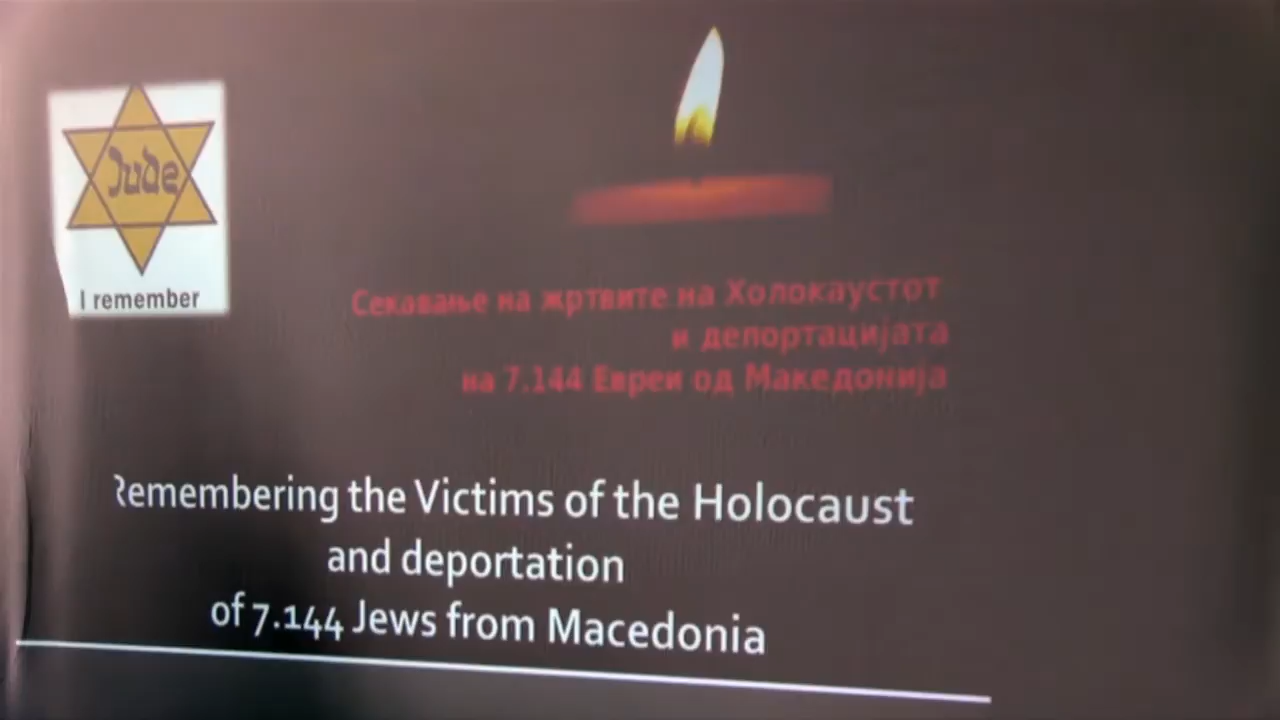 Jude
I remember
Сеќавање на жртвите на Холокаустот
и депортацијата
на 7.144 Евреи од Македонија
Remembering the Victims of the Holocaust
and deportation
of 7.144 Jews from Macedonia